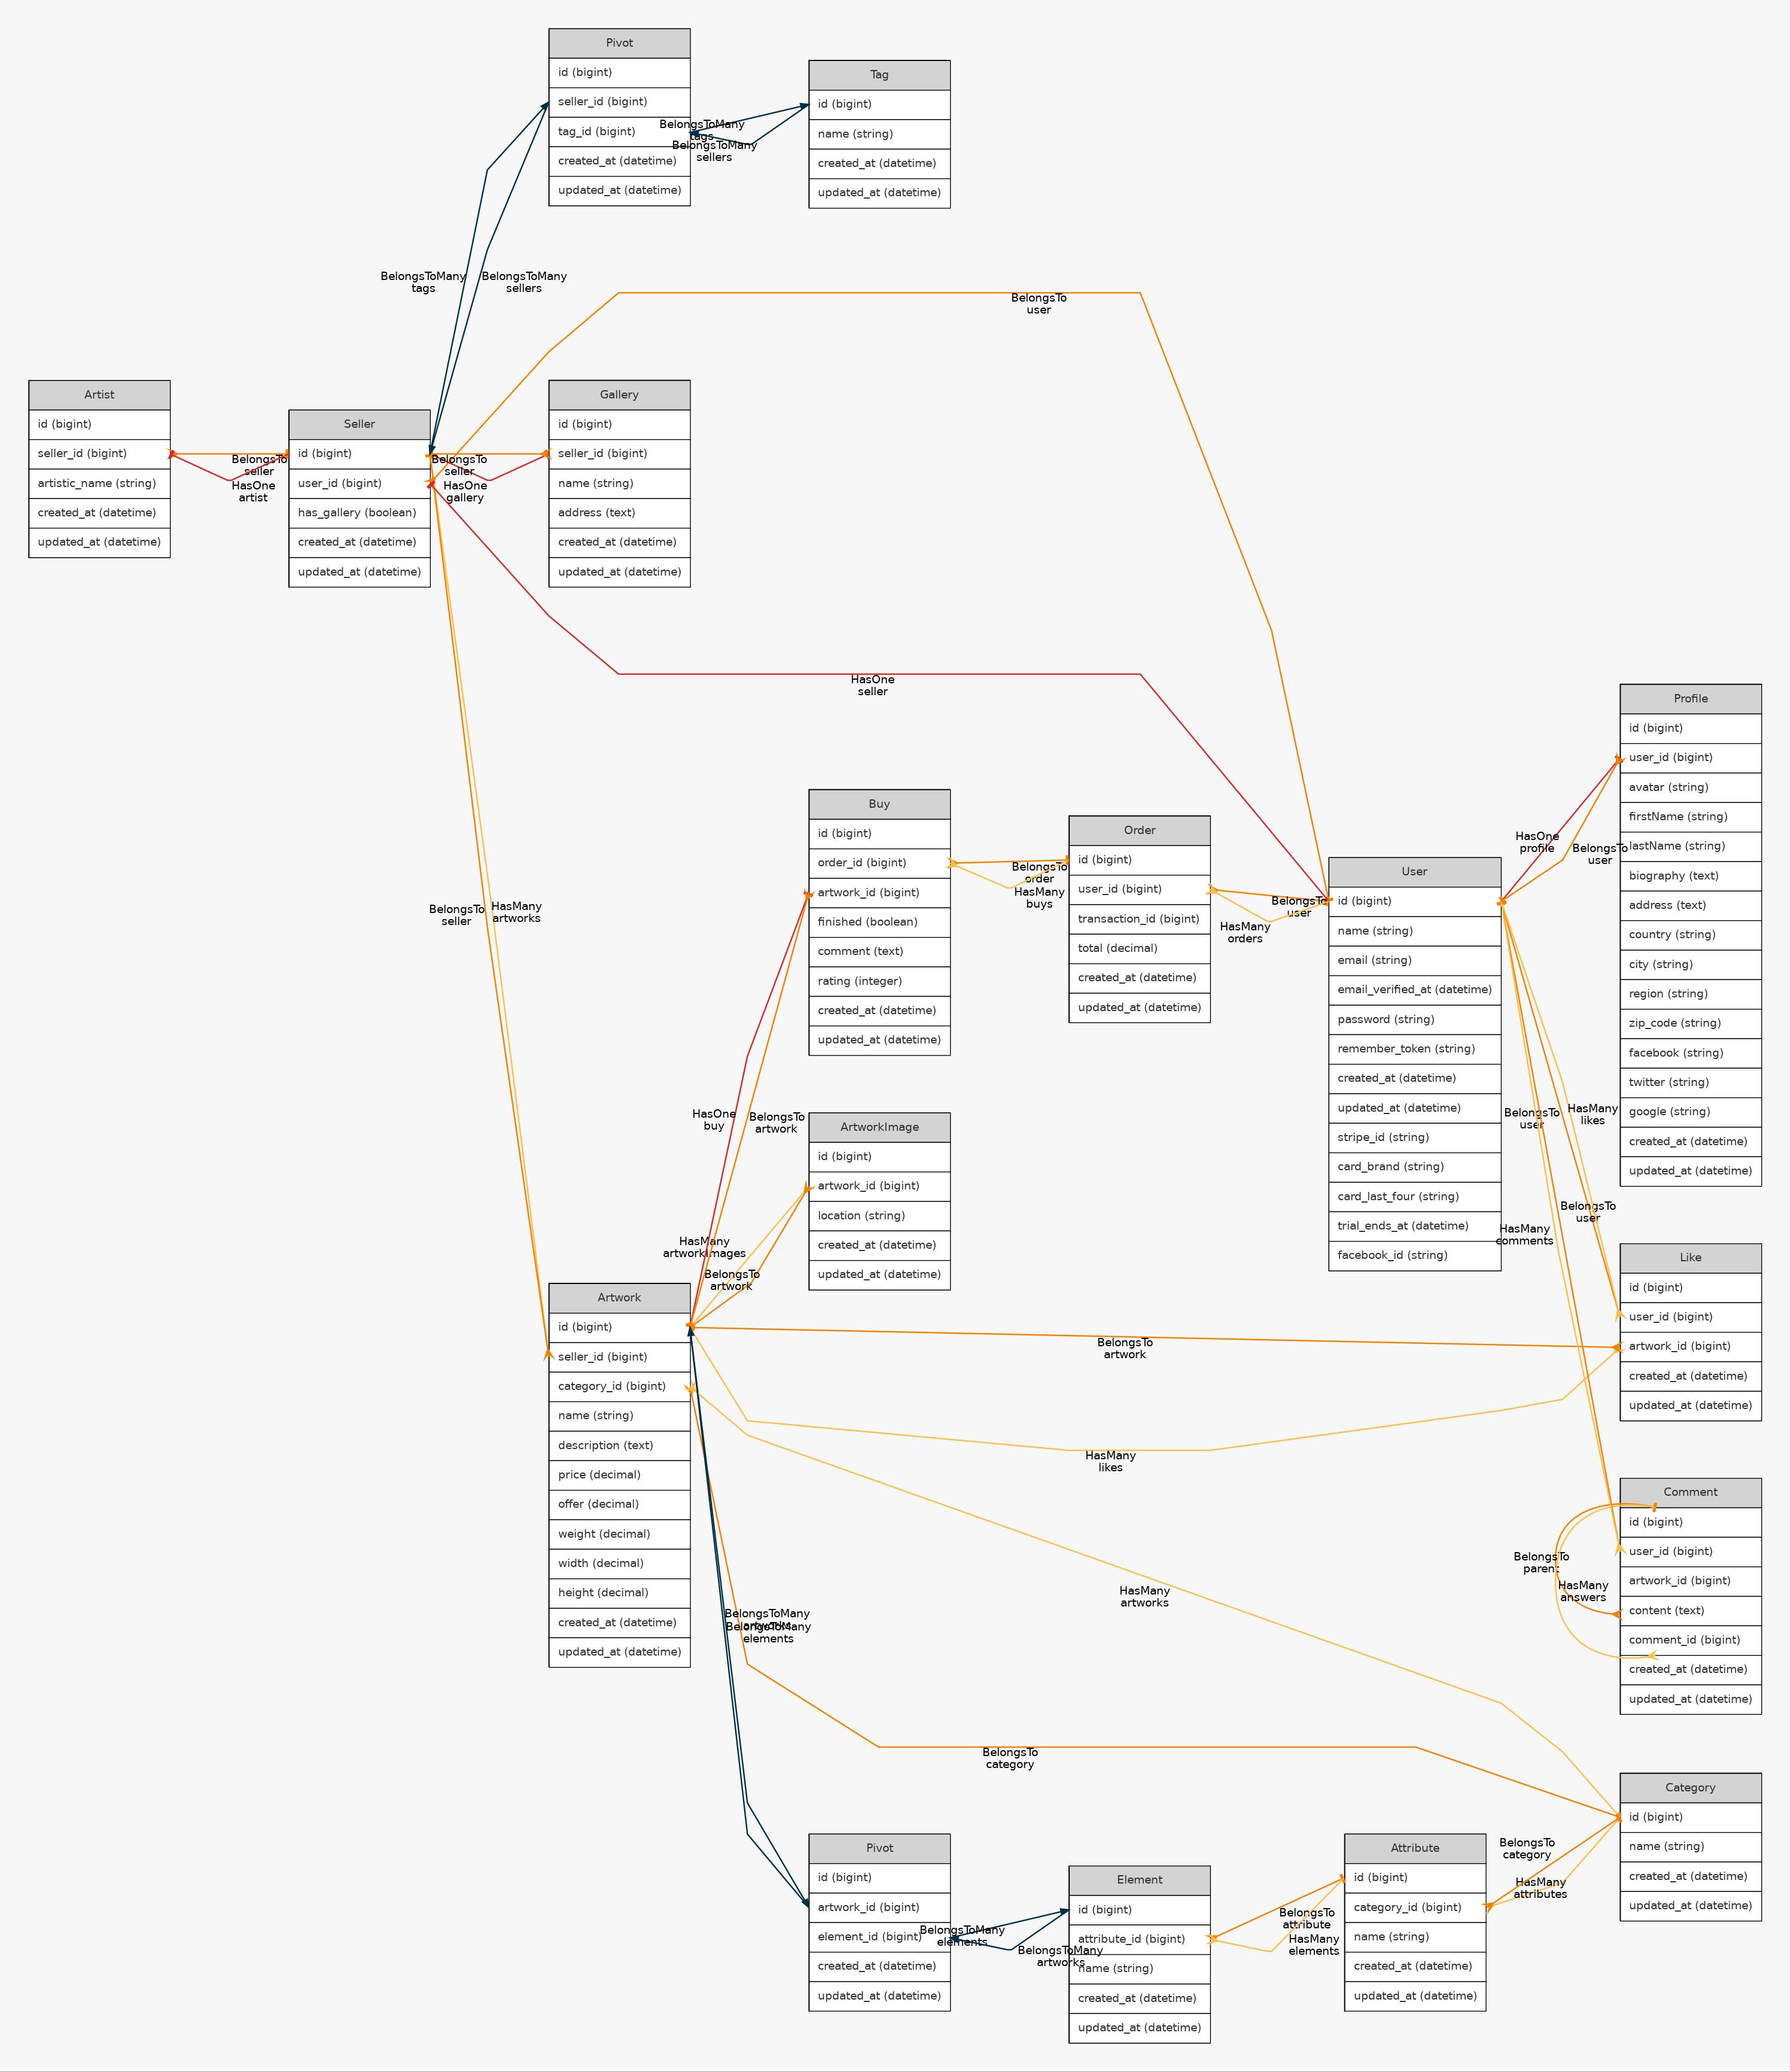 Pivot
id (bigint)
seller_id (bigint)
tag_id (bigint)
created_at (datetime)
updated_at (datetime)
Tag
id (bigint)
name (string)
created_at (datetime)
updated_at (datetime)
BelongsToMany
tags
BelongsToMany
sellers
BelongsToMany
tags
BelongsToMany
sellers
BelongsTo
user
Artist
id (bigint)
seller_id (bigint)
artistic_name (string)
created_at (datetime)
updated_at (datetime)
BelongsTo
seller
HasOne
artist
Seller
id (bigint)
user_id (bigint)
has_gallery (boolean)
created_at (datetime)
updated_at (datetime)
BelongsTo
seller
HasOne
gallery
Gallery
id (bigint)
seller_id (bigint)
name (string)
address (text)
created_at (datetime)
updated_at (datetime)
HasOne
seller
Profile
id (bigint)
user_id (bigint)
avatar (string)
firstName (string)
lastName (string)
biography (text)
address (text)
country (string)
city (string)
region (string)
zip_code (string)
facebook (string)
twitter (string)
google (string)
created_at (datetime)
updated_at (datetime)
Buy
id (bigint)
order_id (bigint)
artwork_id (bigint)
finished (boolean)
comment (text)
rating (integer)
created_at (datetime)
updated_at (datetime)
BelongsTo
order
HasMany
buys
Order
id (bigint)
user_id (bigint)
transaction_id (bigint)
total (decimal)
created_at (datetime)
updated_at (datetime)
BelongsTo
user
HasMany
orders
User
id (bigint)
name (string)
email (string)
email_verified_at (datetime)
password (string)
remember_token (string)
created_at (datetime)
updated_at (datetime)
stripe_id (string)
card_brand (string)
card_last_four (string)
trial_ends_at (datetime)
facebook_id (string)
HasOne
profile
BelongsTo
user
BelongsTo
seller
HasMany
artworks
HasOne
buy
BelongsTo
artwork
BelongsTo
user
HasMany
likes
ArtworkImage
id (bigint)
artwork_id (bigint)
location (string)
created_at (datetime)
updated_at (datetime)
HasMany
artworkImages
BelongsTo
artwork
BelongsTo
user
HasMany
comments
Like
id (bigint)
user_id (bigint)
artwork_id (bigint)
created_at (datetime)
updated_at (datetime)
Artwork
id (bigint)
seller_id (bigint)
category_id (bigint)
name (string)
description (text)
price (decimal)
offer (decimal)
weight (decimal)
width (decimal)
height (decimal)
created_at (datetime)
updated_at (datetime)
BelongsTo
artwork
HasMany
likes
Comment
id (bigint)
user_id (bigint)
artwork_id (bigint)
content (text)
comment_id (bigint)
created_at (datetime)
updated_at (datetime)
BelongsTo
parent
HasMany
answers
HasMany
artworks
BelongsToMany
artworks
BelongsToMany
elements
BelongsTo
category
Category
id (bigint)
name (string)
created_at (datetime)
updated_at (datetime)
Pivot
id (bigint)
artwork_id (bigint)
element_id (bigint)
created_at (datetime)
updated_at (datetime)
BelongsToMany
elements
BelongsToMany
artworks
Element
id (bigint)
attribute_id (bigint)
name (string)
created_at (datetime)
updated_at (datetime)
BelongsTo
attribute
HasMany
elements
Attribute
id (bigint)
category_id (bigint)
name (string)
created_at (datetime)
updated_at (datetime)
BelongsTo
category
HasMany
attributes